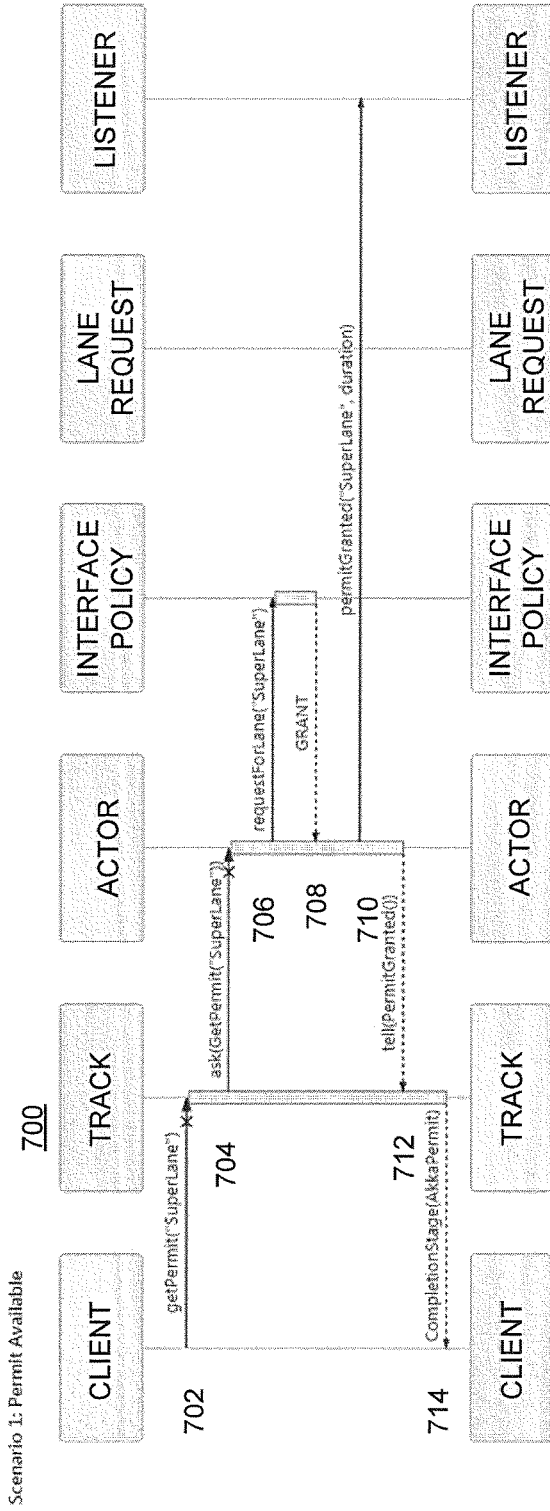 Scenario 1: Permit Available
700
CLIENT
TRACK
ACTOR
INTERFACE
POLICY
LANE
REQUEST
LISTENER
702
getPermit("SuperLane")
704
ask(GetPermit("SuperLane"))
706
requestForLane("SuperLane")
708
GRANT
710
permitGranted("SuperLane", duration)
712
tell(PermitGranted())
714
CompletionStage(AkkaPermit)
CLIENT
TRACK
ACTOR
INTERFACE
POLICY
LANE
REQUEST
LISTENER